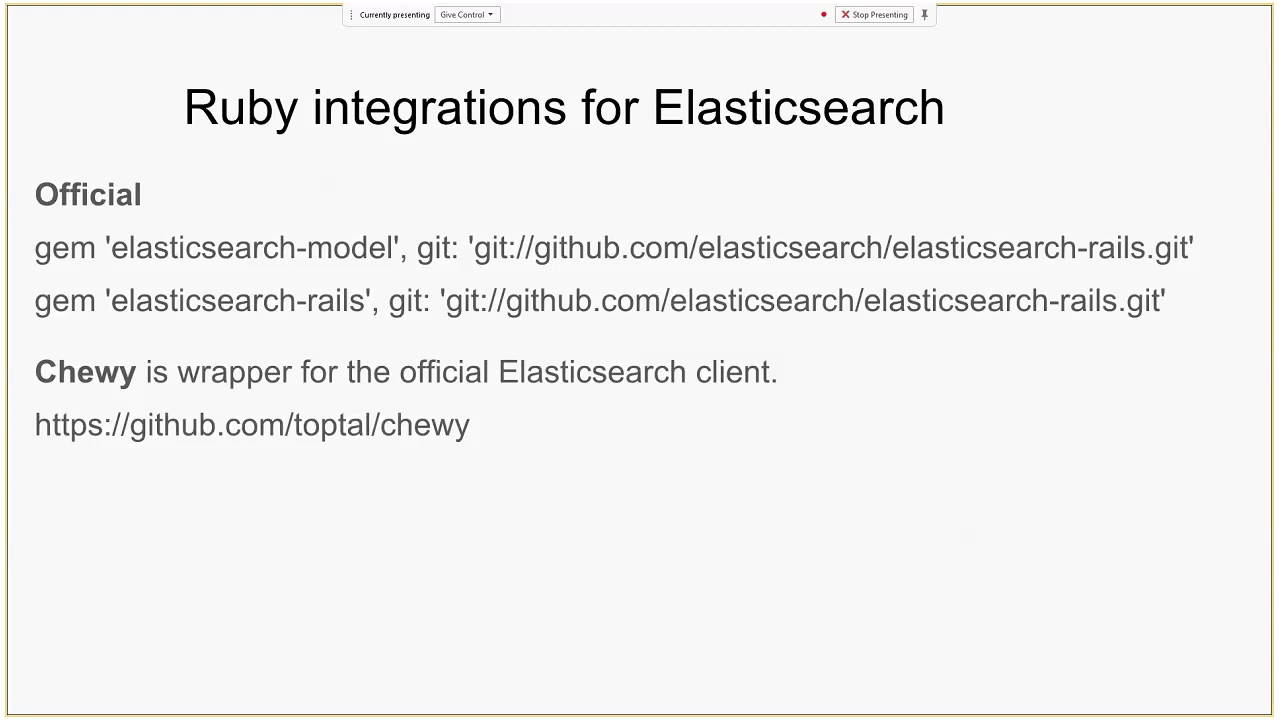 Currently presenting Give Control Stop Presenting
Ruby integrations for Elasticsearch
Official
gem 'elasticsearch-model', git: 'git://github.com/elasticsearch/elasticsearch-rails.git'
gem 'elasticsearch-rails', git: 'git://github.com/elasticsearch/elasticsearch-rails.git'
Chewy is wrapper for the official Elasticsearch client.
https://github.com/toptal/chewy